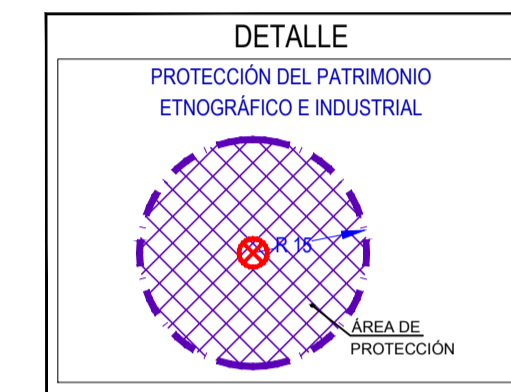 DETALLE
PROTECCIÓN DEL PATRIMONIO
ETNOGRÁFICO E INDUSTRIAL
R 15
ÁREA DE
PROTECCIÓN